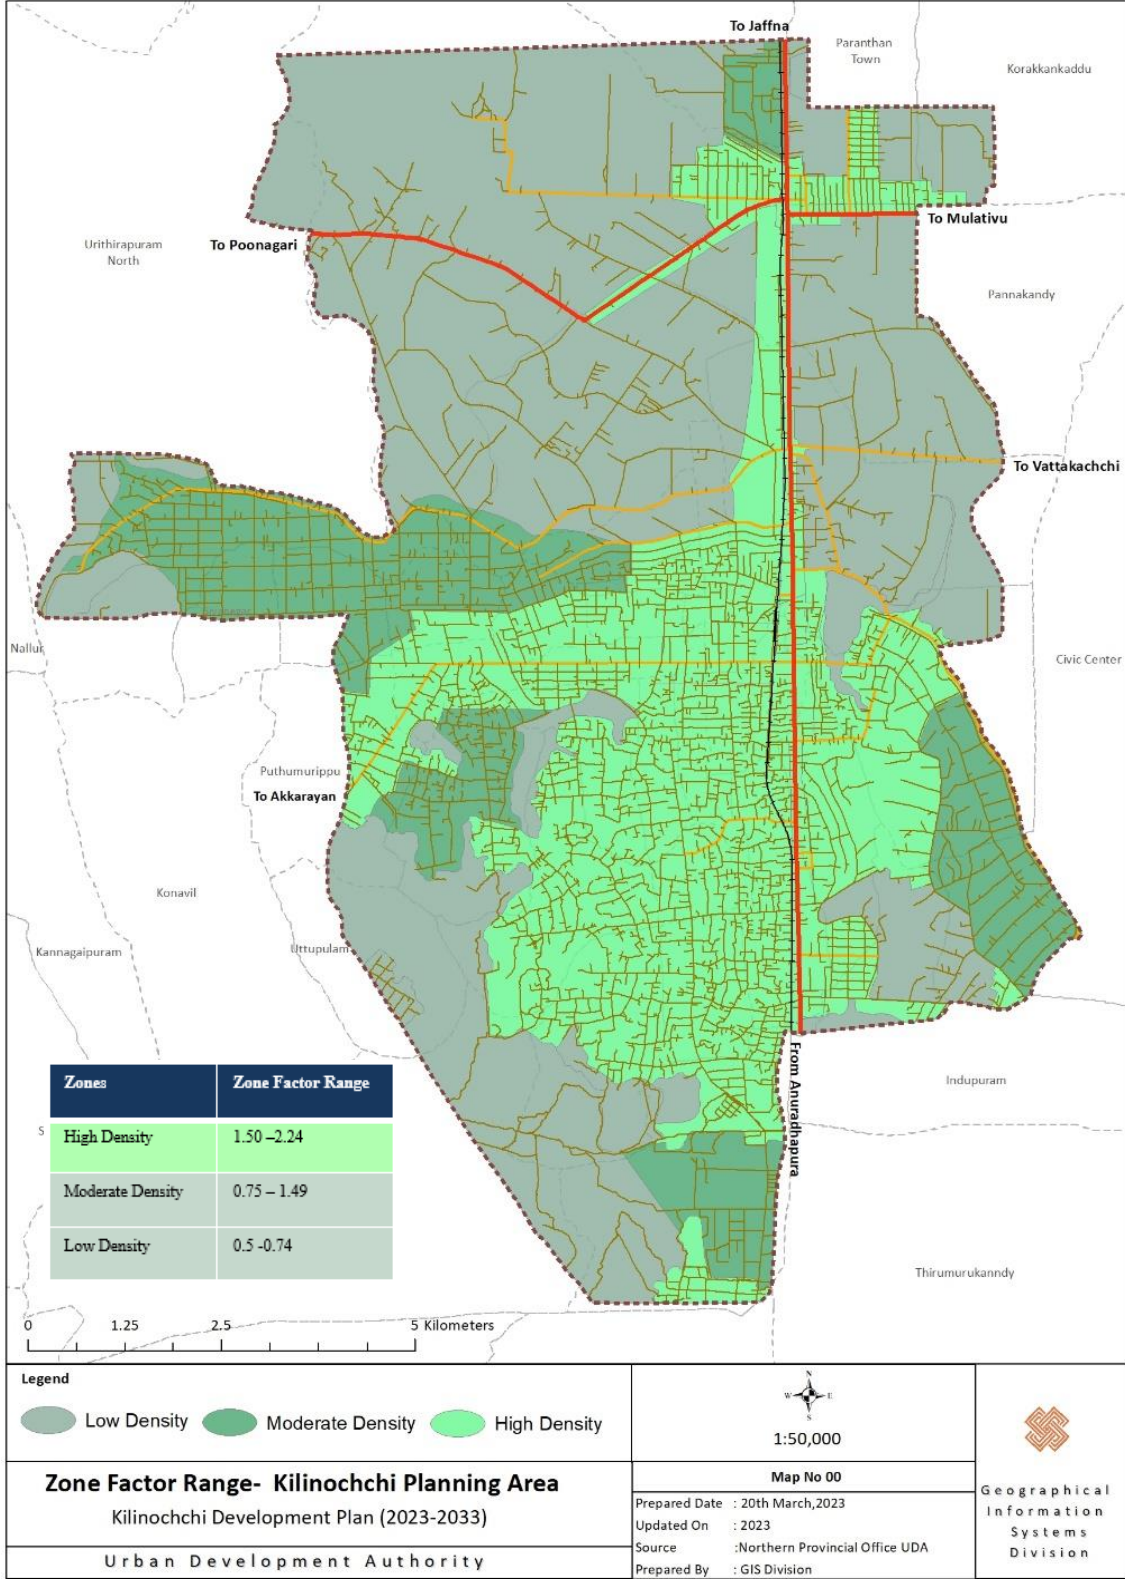 To Jaffna
Paranthan
Town
Korakkankaddu
To Mulativu
Urithirapuram
North
To Poonagari
Pannakandy
To Vattakachchi
Nallur
Civic Center
Puthumurippu
To Akkarayan
Konavil
Kannagaipuram
Uttupulam
From Anuradhapura
Indupuram
Thirumurukanndy
S
Zones Zone Factor Range
High Density 1.50 –2.24
Moderate Density 0.75 – 1.49
Low Density 0.5 -0.74
0 1.25 2.5 5 Kilometers
Legend
Low Density Moderate Density High Density
N
W E
S
1:50,000
Zone Factor Range- Kilinochchi Planning Area
Kilinochchi Development Plan (2023-2033)
Urban Development Authority
Map No 00
Prepared Date : 20th March,2023
Updated On : 2023
Source :Northern Provincial Office UDA
Prepared By : GIS Division
Geographical
Information
Systems
Division